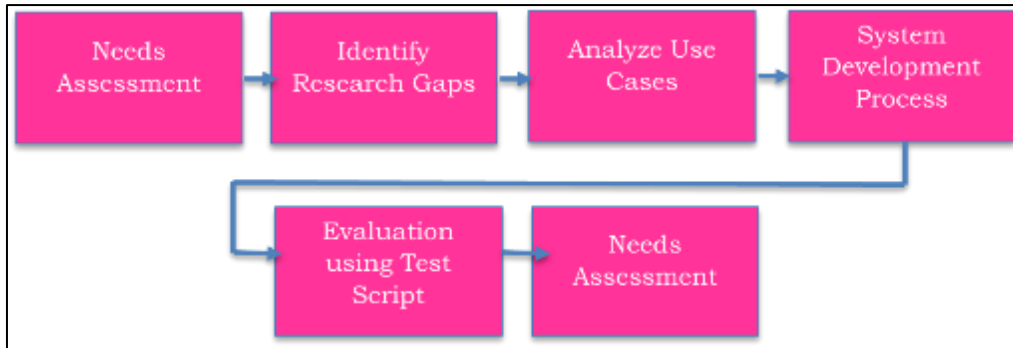 Needs
Assessment
Identify
Research Gaps
Analyze Use
Cases
System
Development
Process
Evaluation
using Test
Script
Needs
Assessment